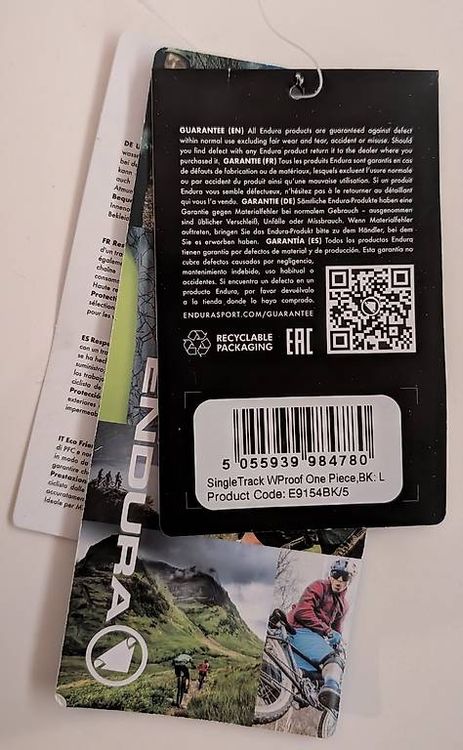 GUARANTEE (EN) All Endura products are guaranteed against defect
within normal use excluding fair wear and tear, accident or misuse. Should
you find defect with any Endura product return it to the dealer where you
purchased it. GARANTIE (FR) Tous les produits Endura sont garantis en cas
de défauts de fabrication ou de matériaux, lesquels excluent l'usure normale
ou par accident du produit ainsi qu'une mauvaise utilisation. Si un produit
Endura vous semble défectueux, n'hésitez pas à le retourner au détaillant
qui vous l'a vendu. GARANTIE (DE) Sämtliche Endura-Produkte haben eine
Garantie gegen Materialfehler bei normalem Gebrauch - ausgenommen
sind üblicher Verschleiß, Unfälle oder Missbrauch. Wenn Materialfehler
auftreten, bringen Sie das Endura-Produkt bitte zu dem Händler, bei dem
Sie es erworben haben. GARANTÍA (ES) Todos los productos Endura
tienen garantía por defectos de material y de producción. Esta garantía no
cubre defectos causados por negligencia,
mantenimiento indebido, uso habitual o
accidentes. Si encuentra un defecto en un
producto Endura, por favor devuélvalo
a la tienda donde lo haya comprado.
ENDURASPORT.COM/GUARANTEE
RECYCLABLE
PACKAGING
EAC
5 055939 984780
SingleTrack WProof One Piece,BK: L
Product Code: E9154BK/5
ENDURA
DE
FR
ES
IT Eco